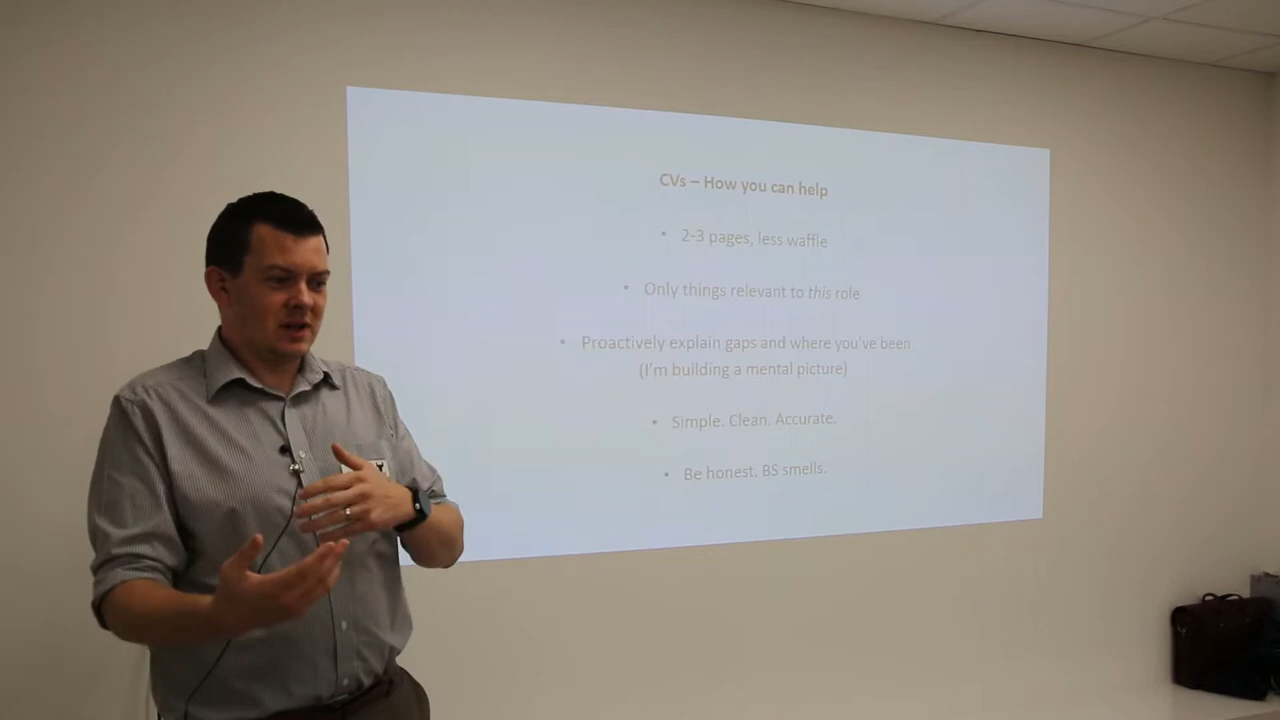 CVs – How you can help
• 2-3 pages, less waffle
• Only things relevant to this role
• Proactively explain gaps and where you've been
(I'm building a mental picture)
• Simple. Clean. Accurate.
• Be honest. BS smells.